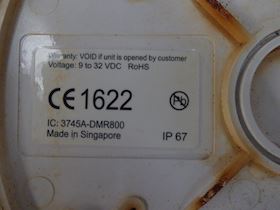 Warranty: VOID if unit is opened by customer
Voltage: 9 to 32 VDC RoHS
CE 1622
Pb
IC: 3745A-DMR800
Made in Singapore IP 67